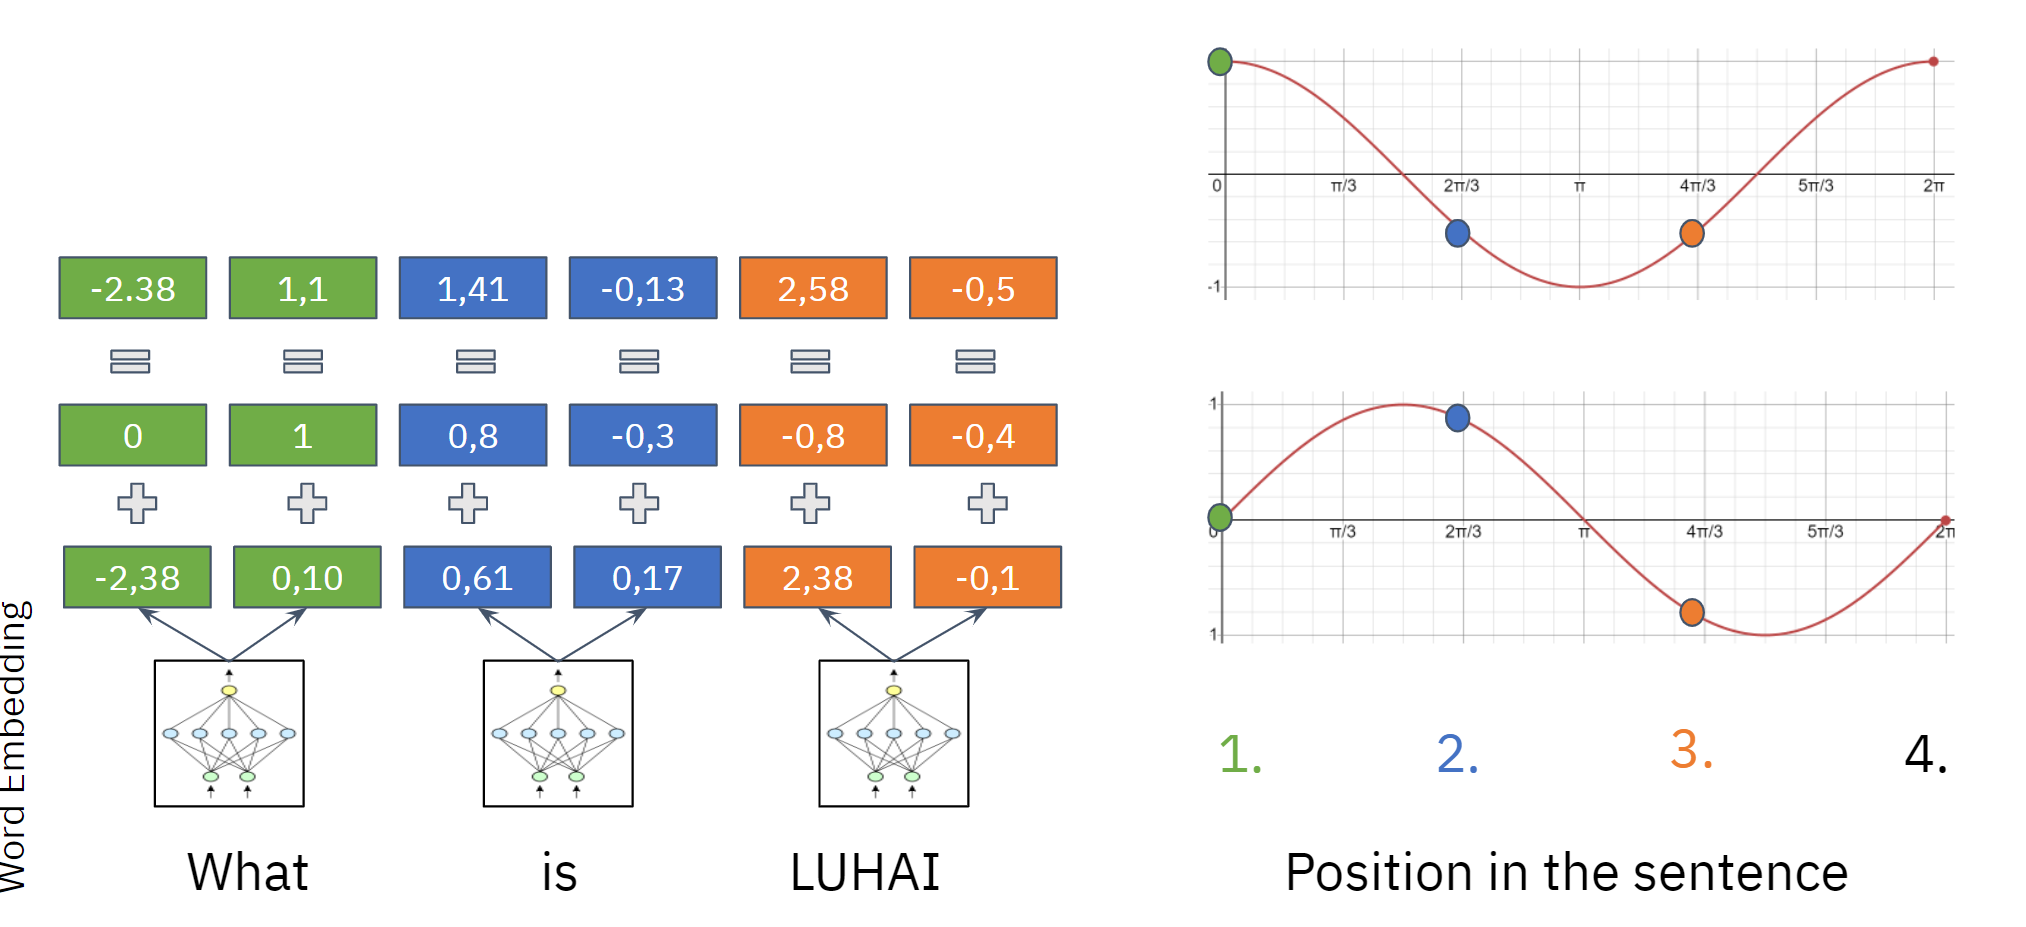 -2.38 1,1 1,41 -0,13 2,58 -0,5
0 1 0,8 -0,3 -0,8 -0,4
-2,38 0,10 0,61 0,17 2,38 -0,1
Word Embedding
What is LUHAI
0 π/3 2π/3 π 4π/3 5π/3 2π
-1
1
0 π/3 2π/3 π 4π/3 5π/3 2π
1
1. 2. 3. 4.
Position in the sentence